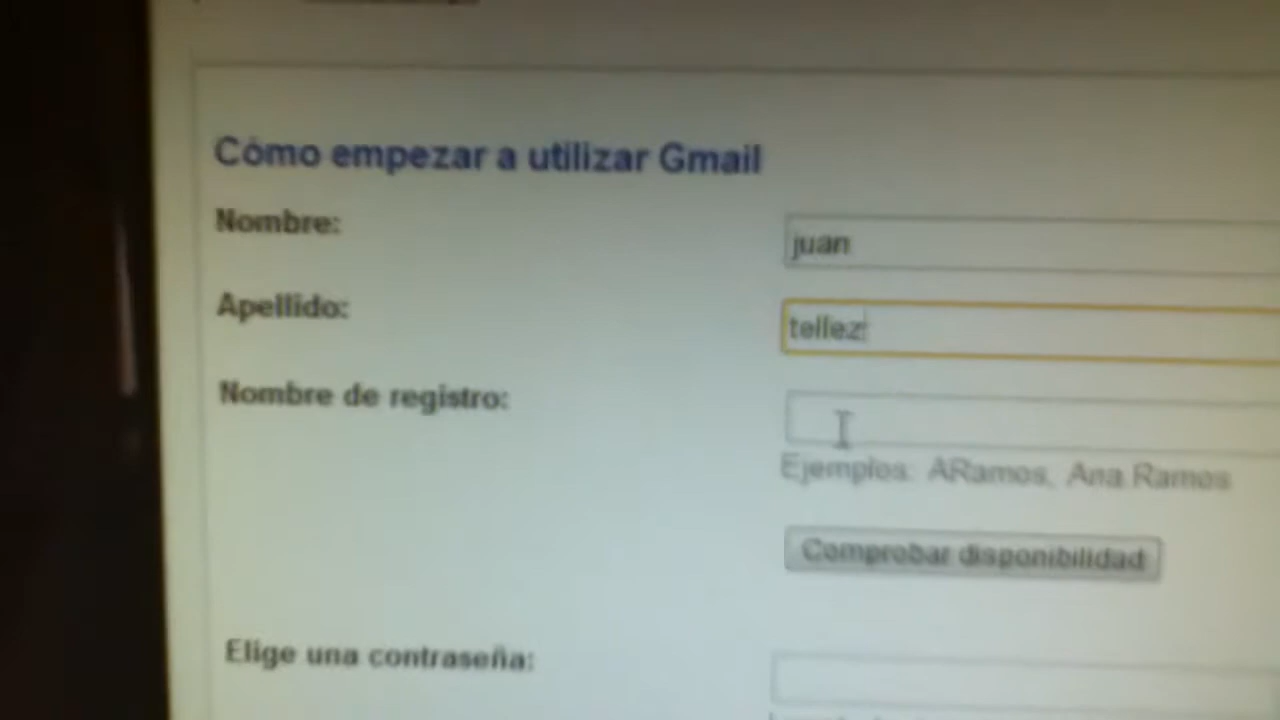 Cómo empezar a utilizar Gmail
Nombre:
juan
Apellido:
tellez
Nombre de registro:
Ejemplos: ARamos, Ana.Ramos
Comprobar disponibilidad
Elige una contraseña: